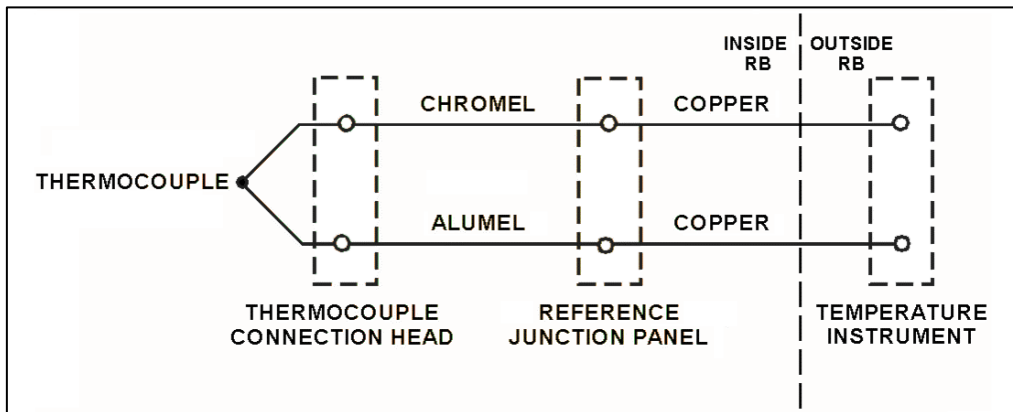 INSIDE
RB
OUTSIDE
RB
CHROMEL
COPPER
THERMOCOUPLE
ALUMEL
COPPER
THERMOCOUPLE
CONNECTION HEAD
REFERENCE
JUNCTION PANEL
TEMPERATURE
INSTRUMENT